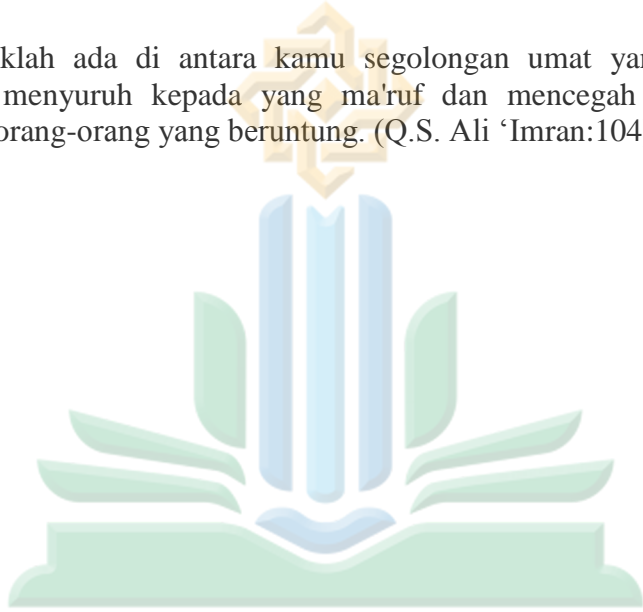 klah ada di antara kamu segolongan umat yan
menyuruh kepada yang ma'ruf dan mencegah
orang-orang yang beruntung. (Q.S. Ali ‘Imran:104